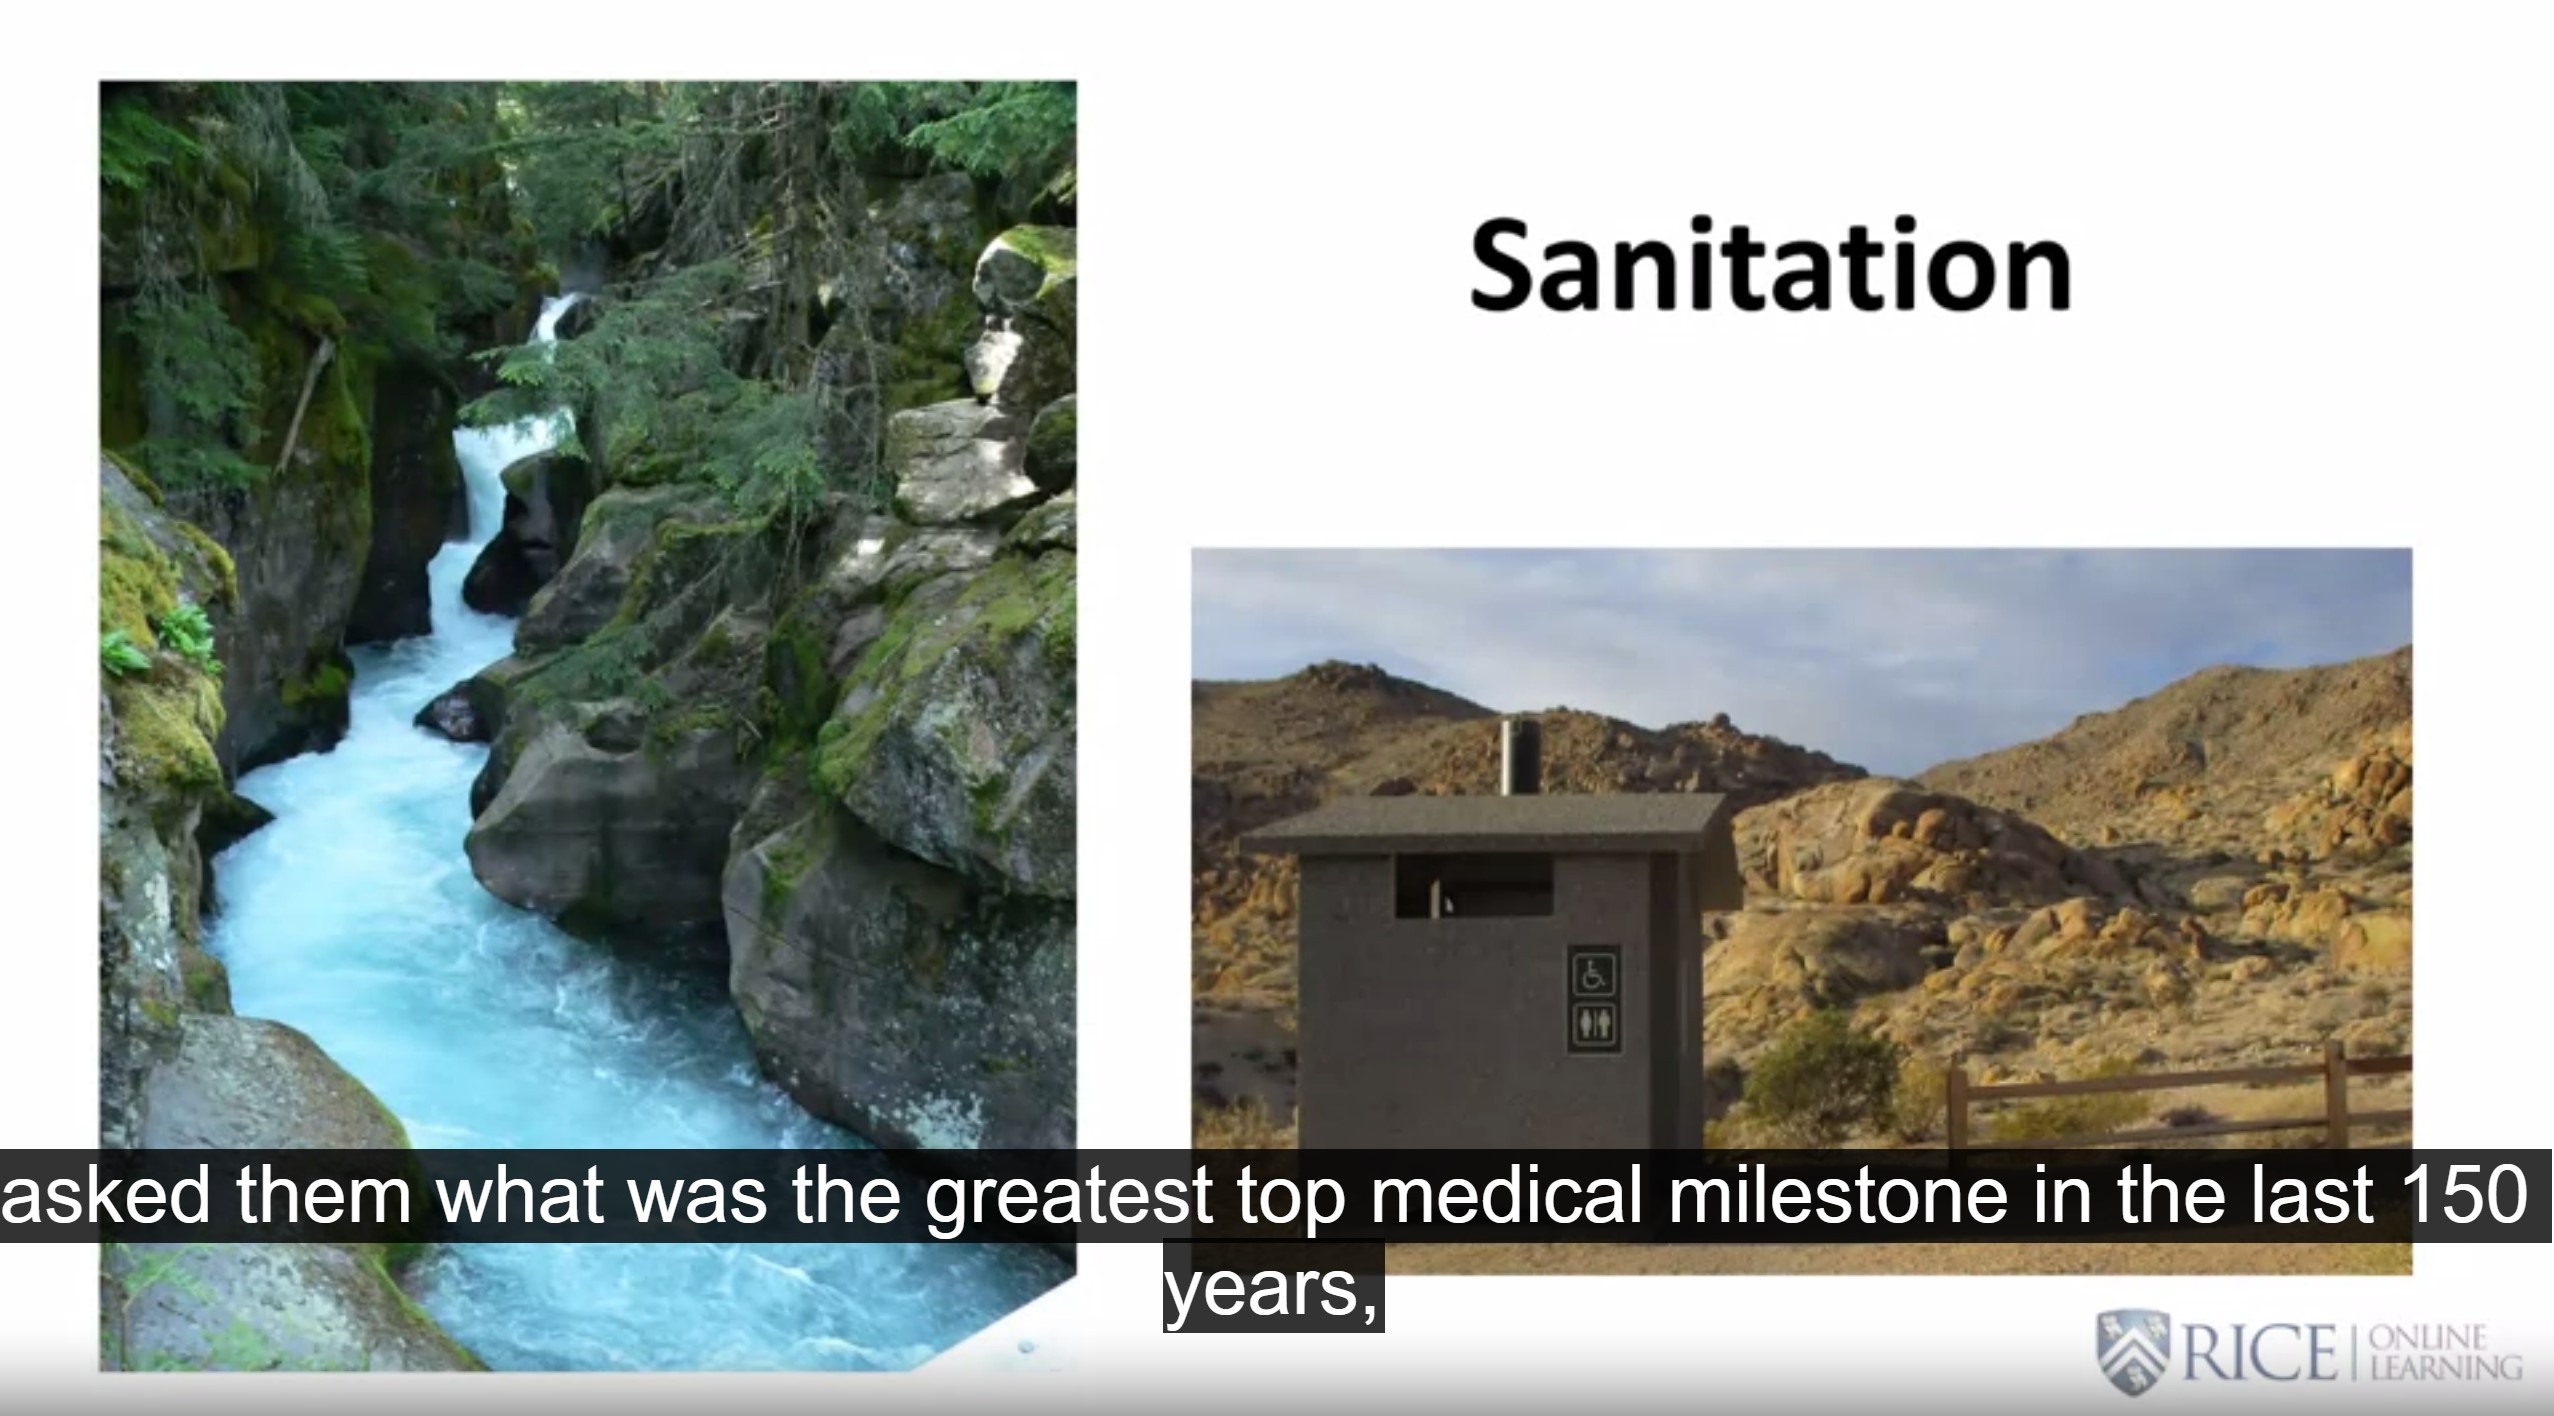 Sanitation
asked them what was the greatest top medical milestone in the last 150
years,
RICE
ONLINE
LEARNING